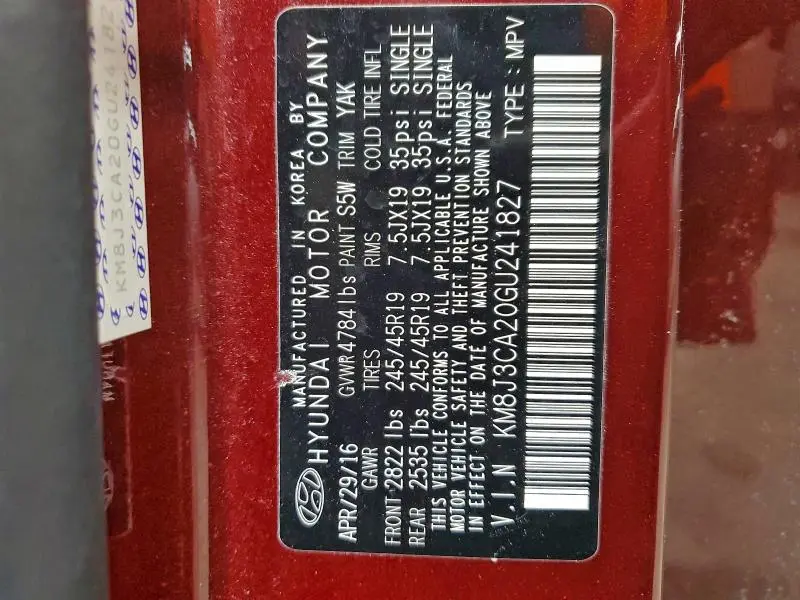 KM8J3CA20GU24182
MANUFACTURED IN KOREA BY
HYUNDAI MOTOR COMPANY
APR/29/16 GVWR 4784 lbs PAINT S5W TRIM YAK
GAWR TIRES RIMS COLD TIRE INFL
FRONT 2822 lbs 245/45R19 7.5JX19 35psi SINGLE
REAR 2535 lbs 245/45R19 7.5JX19 35psi SINGLE
THIS VEHICLE CONFORMS TO ALL APPLICABLE U.S.A. FEDERAL
MOTOR VEHICLE SAFETY AND THEFT PREVENTION STANDARDS
IN EFFECT ON THE DATE OF MANUFACTURE SHOWN ABOVE
V.I.N KM8J3CA20GU241827 TYPE : MPV